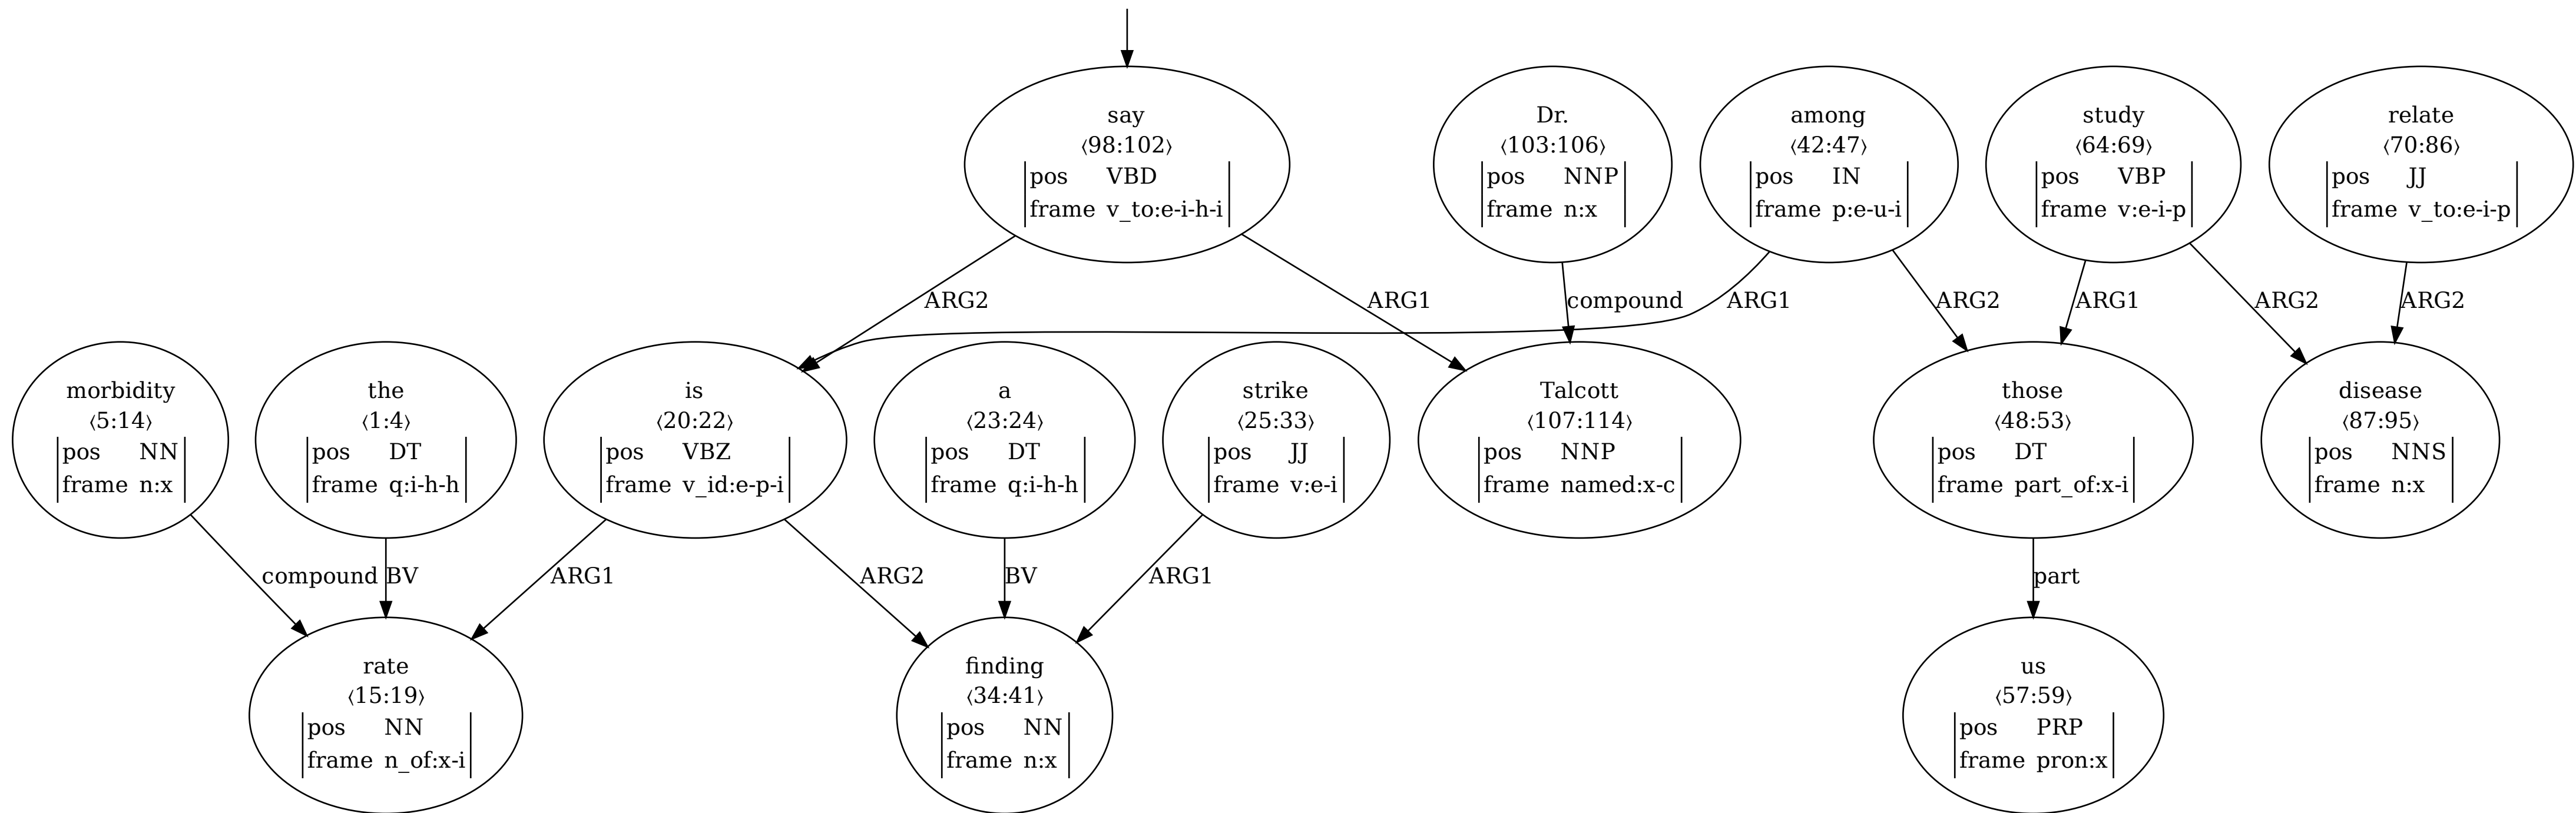 say
⟨98:102⟩
pos VBD
frame v_to:e-i-h-i
Dr.
⟨103:106⟩
pos NNP
frame n:x
among
⟨42:47⟩
pos IN
frame p:e-u-i
study
⟨64:69⟩
pos VBP
frame v:e-i-p
relate
⟨70:86⟩
pos JJ
frame v_to:e-i-p
ARG2
ARG1
compound
ARG1
ARG2
ARG1
ARG2
ARG2
morbidity
⟨5:14⟩
pos NN
frame n:x
the
⟨1:4⟩
pos DT
frame q:i-h-h
is
⟨20:22⟩
pos VBZ
frame v_id:e-p-i
a
⟨23:24⟩
pos DT
frame q:i-h-h
strike
⟨25:33⟩
pos JJ
frame v:e-i
Talcott
⟨107:114⟩
pos NNP
frame named:x-c
those
⟨48:53⟩
pos DT
frame part_of:x-i
disease
⟨87:95⟩
pos NNS
frame n:x
compound
BV
ARG1
ARG2
BV
ARG1
part
rate
⟨15:19⟩
pos NN
frame n_of:x-i
finding
⟨34:41⟩
pos NN
frame n:x
us
⟨57:59⟩
pos PRP
frame pron:x